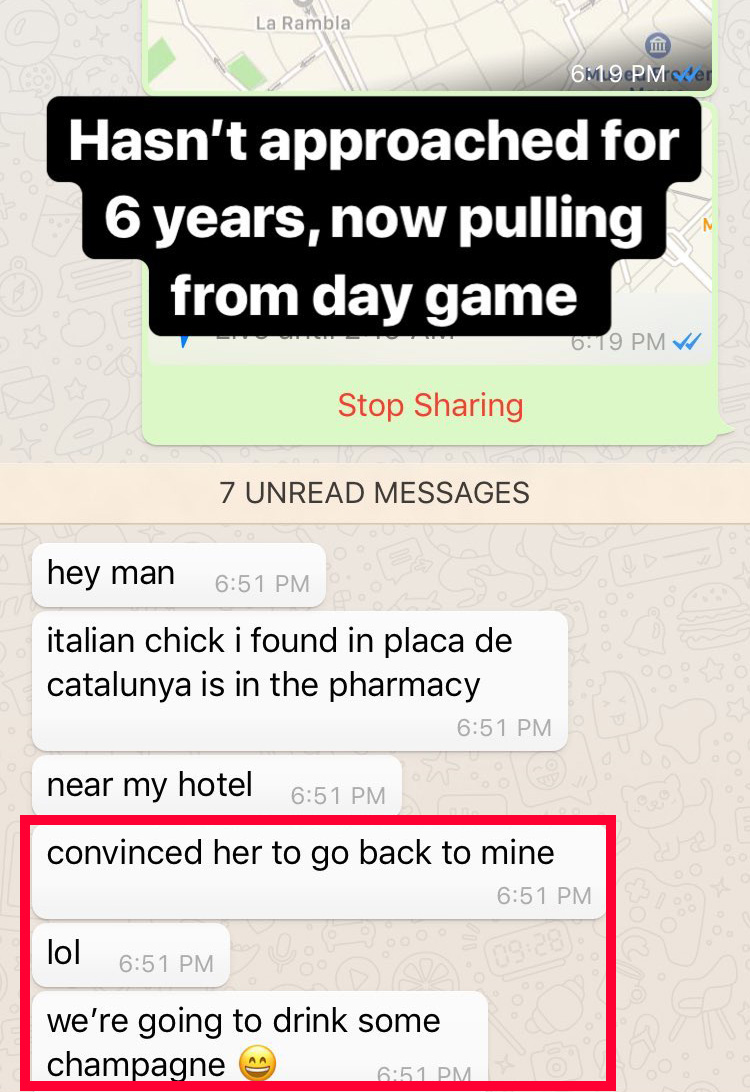 La Rambla
6:19 PM
Hasn't approached for
6 years, now pulling
from day game
6:19 PM
Stop Sharing
7 UNREAD MESSAGES
hey man 6:51 PM
italian chick i found in placa de
catalunya is in the pharmacy
6:51 PM
near my hotel 6:51 PM
convinced her to go back to mine
6:51 PM
lol 6:51 PM
we're going to drink some
champagne 😄 6:51 PM